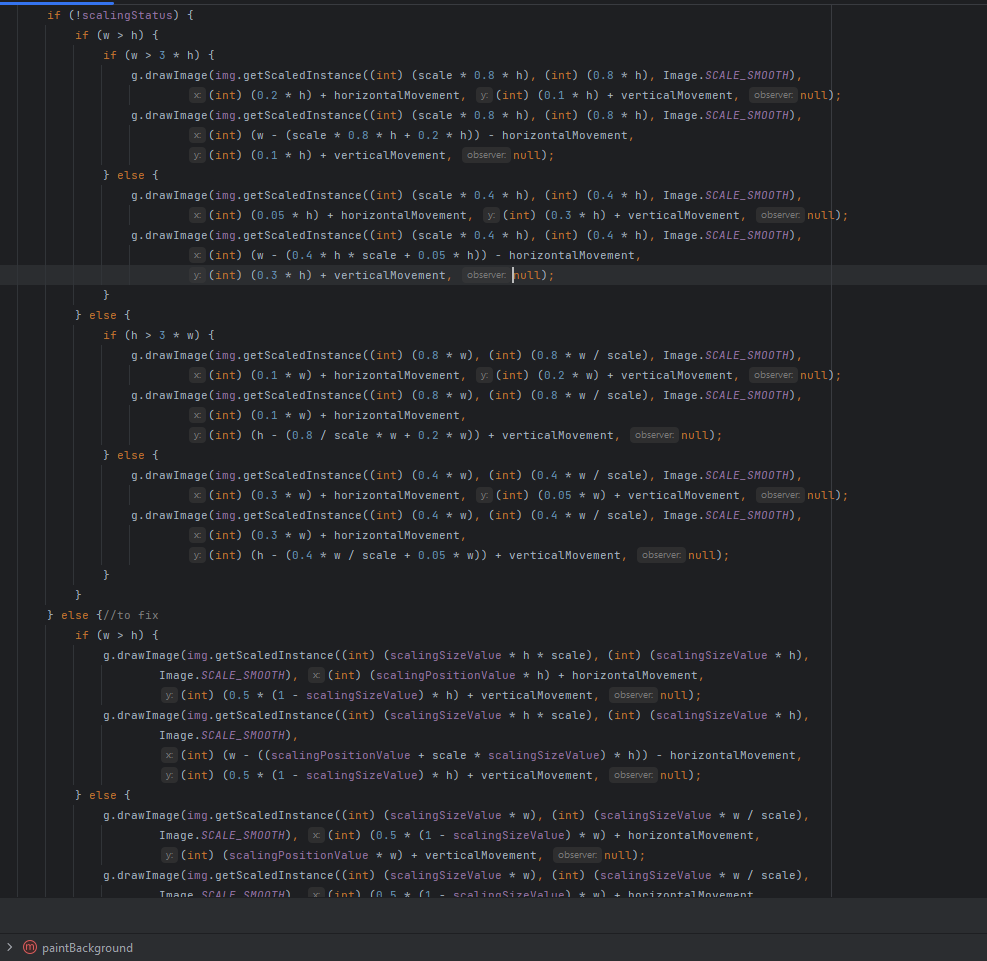 if (!scalingStatus) {
if (w > h) {
if (w > 3 * h) {
g.drawImage(img.getScaledInstance((int) (scale * 0.8 * h), (int) (0.8 * h), Image.SCALE_SMOOTH),
x: (int) (0.2 * h) + horizontalMovement, y: (int) (0.1 * h) + verticalMovement, observer: null);
g.drawImage(img.getScaledInstance((int) (scale * 0.8 * h), (int) (0.8 * h), Image.SCALE_SMOOTH),
x: (int) (w - (scale * 0.8 * h + 0.2 * h)) - horizontalMovement,
y: (int) (0.1 * h) + verticalMovement, observer: null);
} else {
g.drawImage(img.getScaledInstance((int) (scale * 0.4 * h), (int) (0.4 * h), Image.SCALE_SMOOTH),
x: (int) (0.05 * h) + horizontalMovement, y: (int) (0.3 * h) + verticalMovement, observer: null);
g.drawImage(img.getScaledInstance((int) (scale * 0.4 * h), (int) (0.4 * h), Image.SCALE_SMOOTH),
x: (int) (w - (0.4 * h * scale + 0.05 * h)) - horizontalMovement,
y: (int) (0.3 * h) + verticalMovement, observer: null);
}
} else {
if (h > 3 * w) {
g.drawImage(img.getScaledInstance((int) (0.8 * w), (int) (0.8 * w / scale), Image.SCALE_SMOOTH),
x: (int) (0.1 * w) + horizontalMovement, y: (int) (0.2 * w) + verticalMovement, observer: null);
g.drawImage(img.getScaledInstance((int) (0.8 * w), (int) (0.8 * w / scale), Image.SCALE_SMOOTH),
x: (int) (0.1 * w) + horizontalMovement,
y: (int) (h - (0.8 / scale * w + 0.2 * w)) + verticalMovement, observer: null);
} else {
g.drawImage(img.getScaledInstance((int) (0.4 * w), (int) (0.4 * w / scale), Image.SCALE_SMOOTH),
x: (int) (0.3 * w) + horizontalMovement, y: (int) (0.05 * w) + verticalMovement, observer: null);
g.drawImage(img.getScaledInstance((int) (0.4 * w), (int) (0.4 * w / scale), Image.SCALE_SMOOTH),
x: (int) (0.3 * w) + horizontalMovement,
y: (int) (h - (0.4 * w / scale + 0.05 * w)) + verticalMovement, observer: null);
}
}
} else {//to fix
if (w > h) {
g.drawImage(img.getScaledInstance((int) (scalingSizeValue * h * scale), (int) (scalingSizeValue * h),
Image.SCALE_SMOOTH), x: (int) (scalingPositionValue * h) + horizontalMovement,
y: (int) (0.5 * (1 - scalingSizeValue) * h) + verticalMovement, observer: null);
g.drawImage(img.getScaledInstance((int) (scalingSizeValue * h * scale), (int) (scalingSizeValue * h),
Image.SCALE_SMOOTH),
x: (int) (w - ((scalingPositionValue + scale * scalingSizeValue) * h)) - horizontalMovement,
y: (int) (0.5 * (1 - scalingSizeValue) * h) + verticalMovement, observer: null);
} else {
g.drawImage(img.getScaledInstance((int) (scalingSizeValue * w), (int) (scalingSizeValue * w / scale),
Image.SCALE_SMOOTH), x: (int) (0.5 * (1 - scalingSizeValue) * w) + horizontalMovement,
y: (int) (scalingPositionValue * w) + verticalMovement, observer: null);
g.drawImage(img.getScaledInstance((int) (scalingSizeValue * w), (int) (scalingSizeValue * w / scale),
Image.SCALE_SMOOTH), x: (int) (0.5 * (1 - scalingSizeValue) * w) + horizontalMovement
m paintBackground